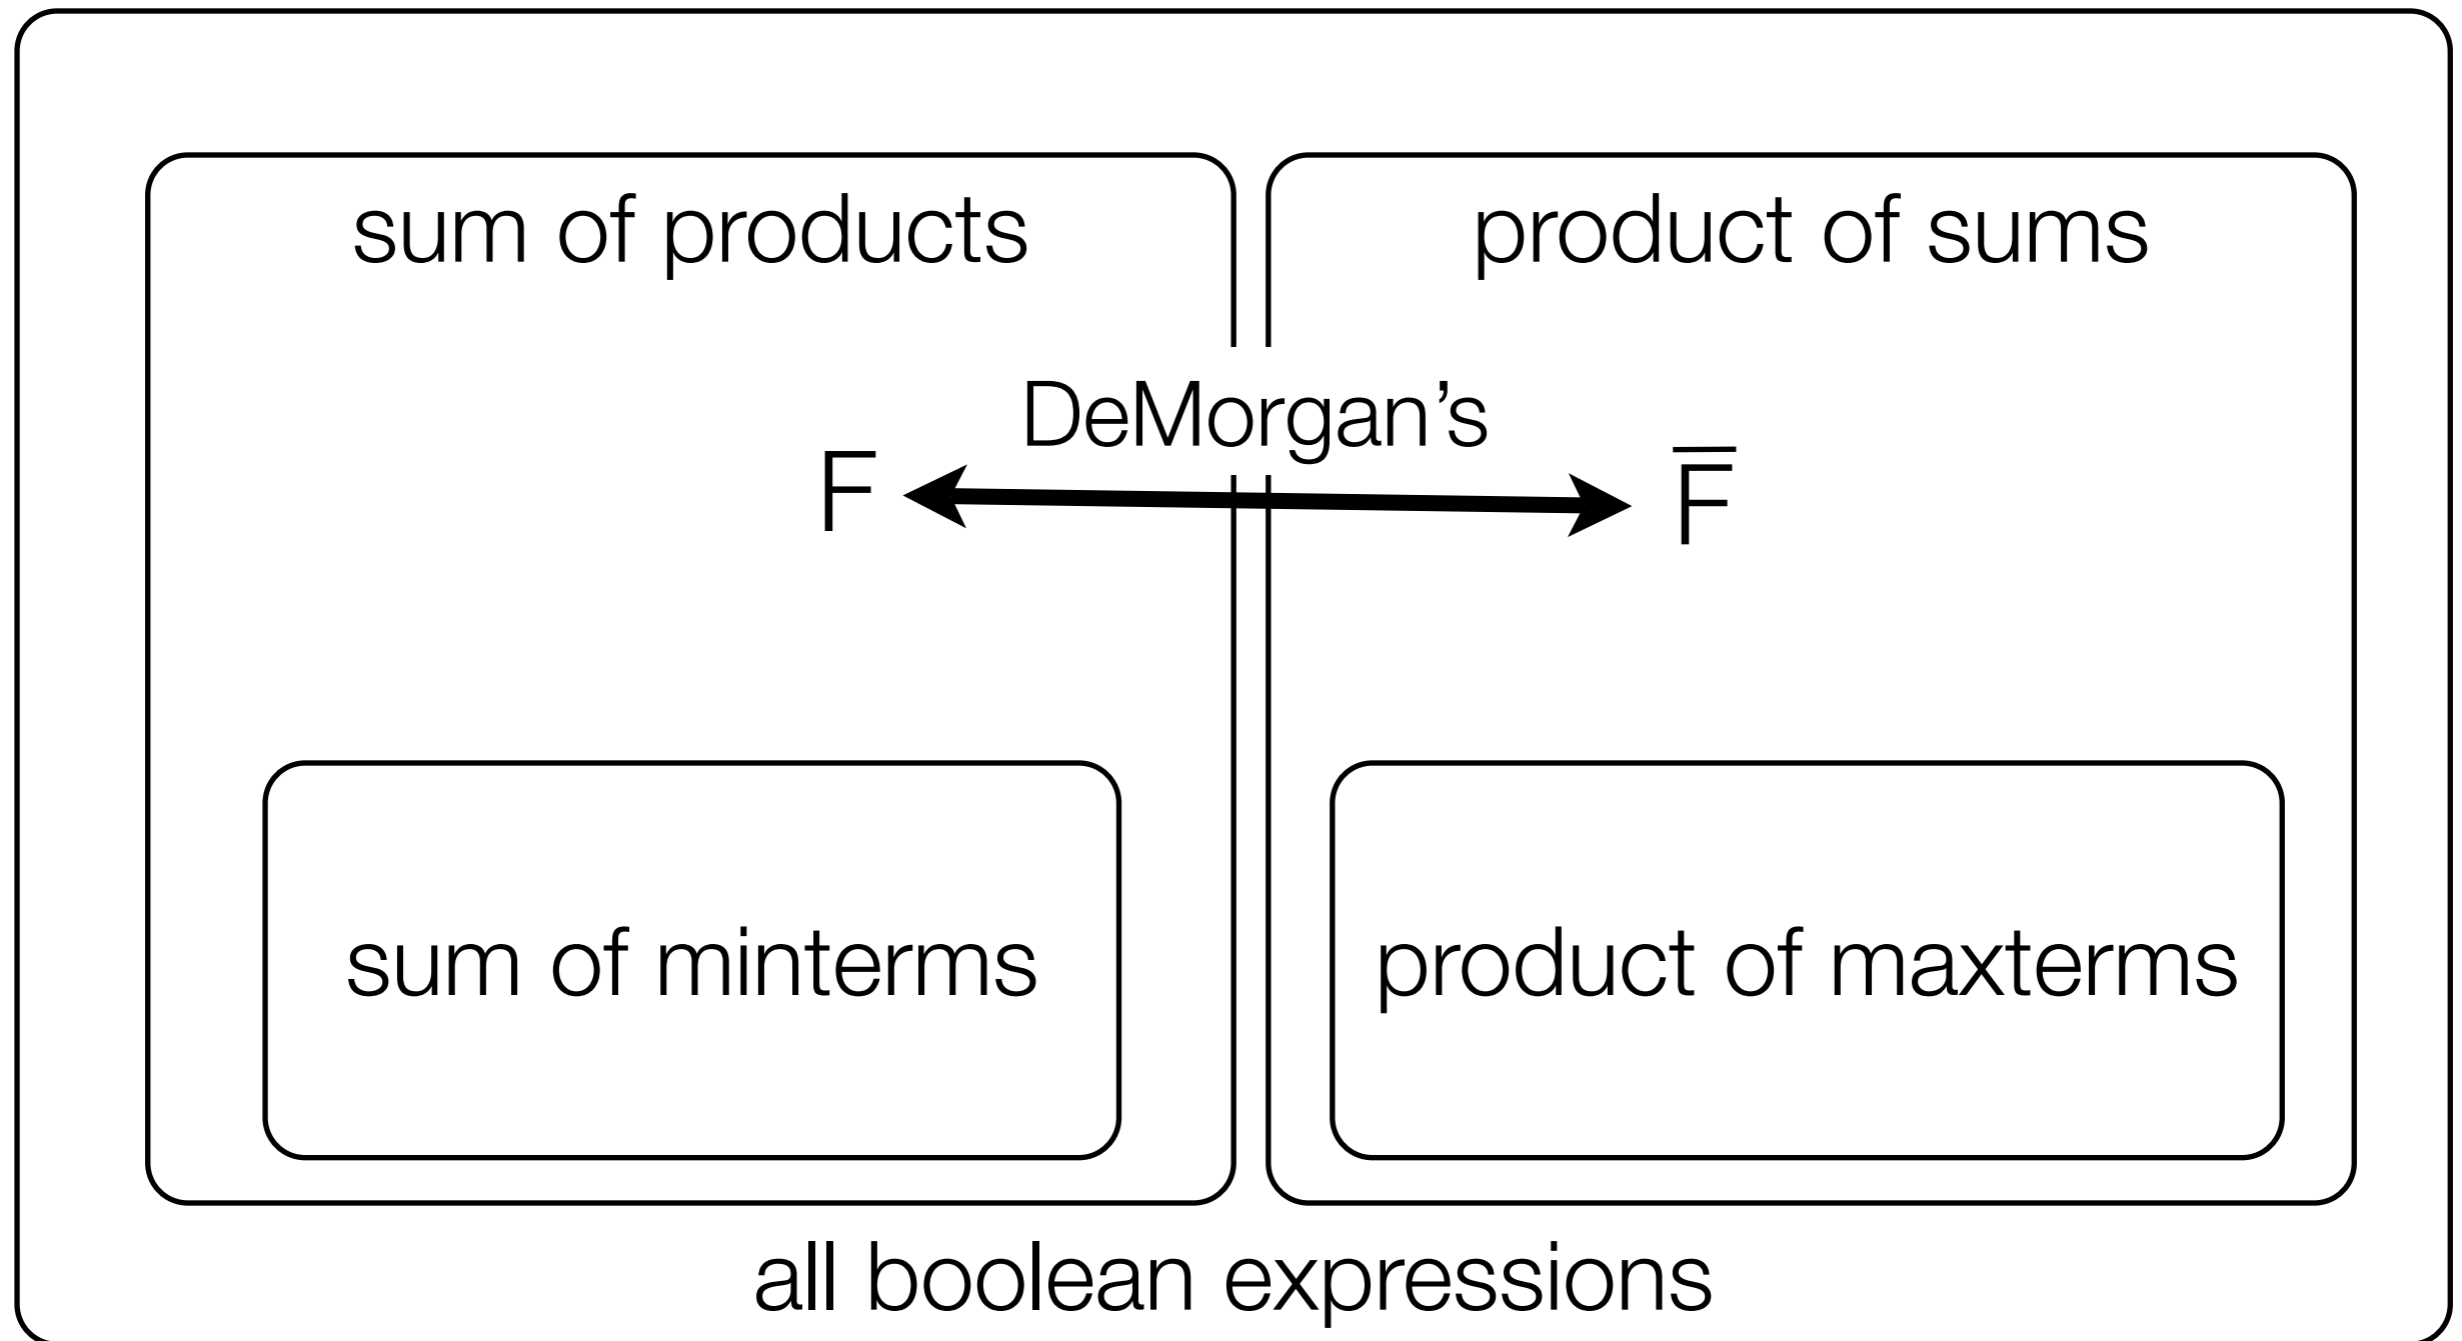 sum of products
product of sums
DeMorgan’s
F
F̅
sum of minterms
product of maxterms
all boolean expressions